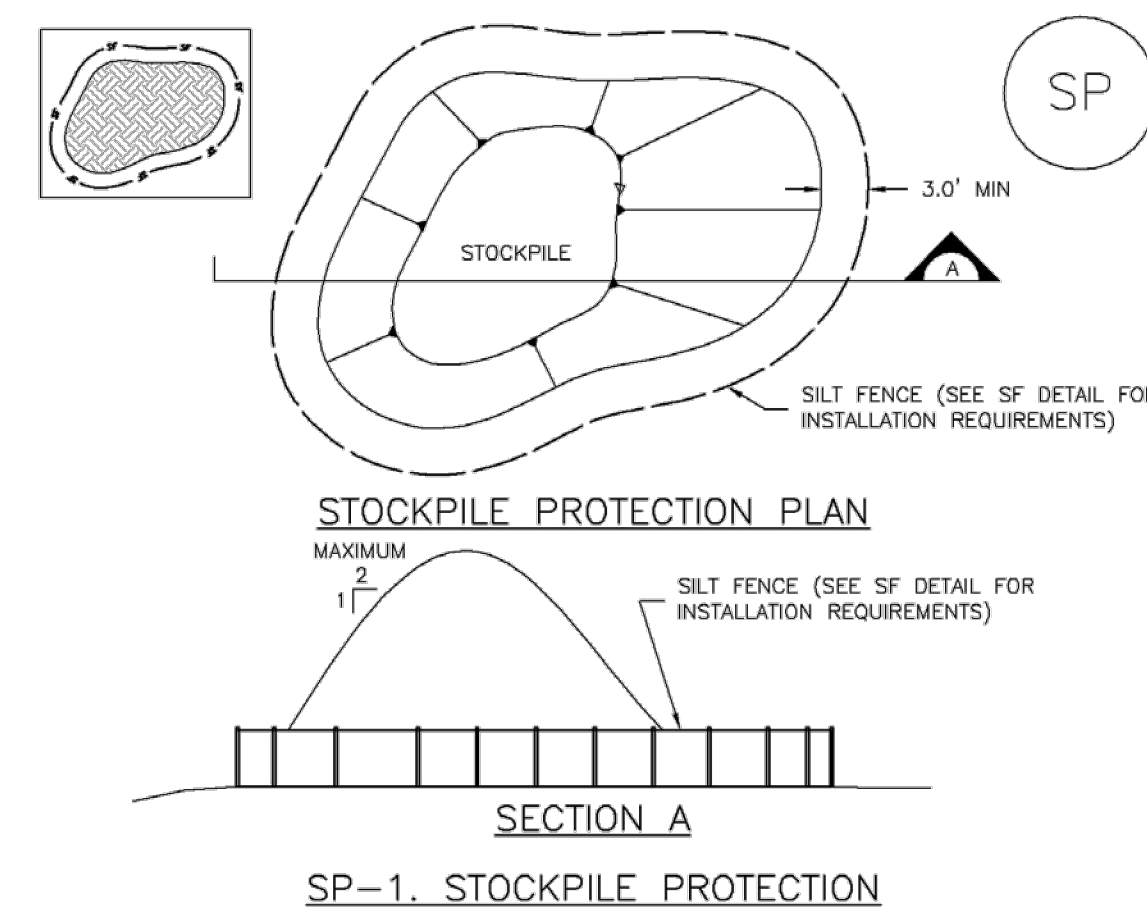 SP
3.0' MIN
STOCKPILE
A
SILT FENCE (SEE SF DETAIL FO
INSTALLATION REQUIREMENTS)
STOCKPILE PROTECTION PLAN
MAXIMUM
2
1
SILT FENCE (SEE SF DETAIL FOR
INSTALLATION REQUIREMENTS)
SECTION A
SP-1. STOCKPILE PROTECTION